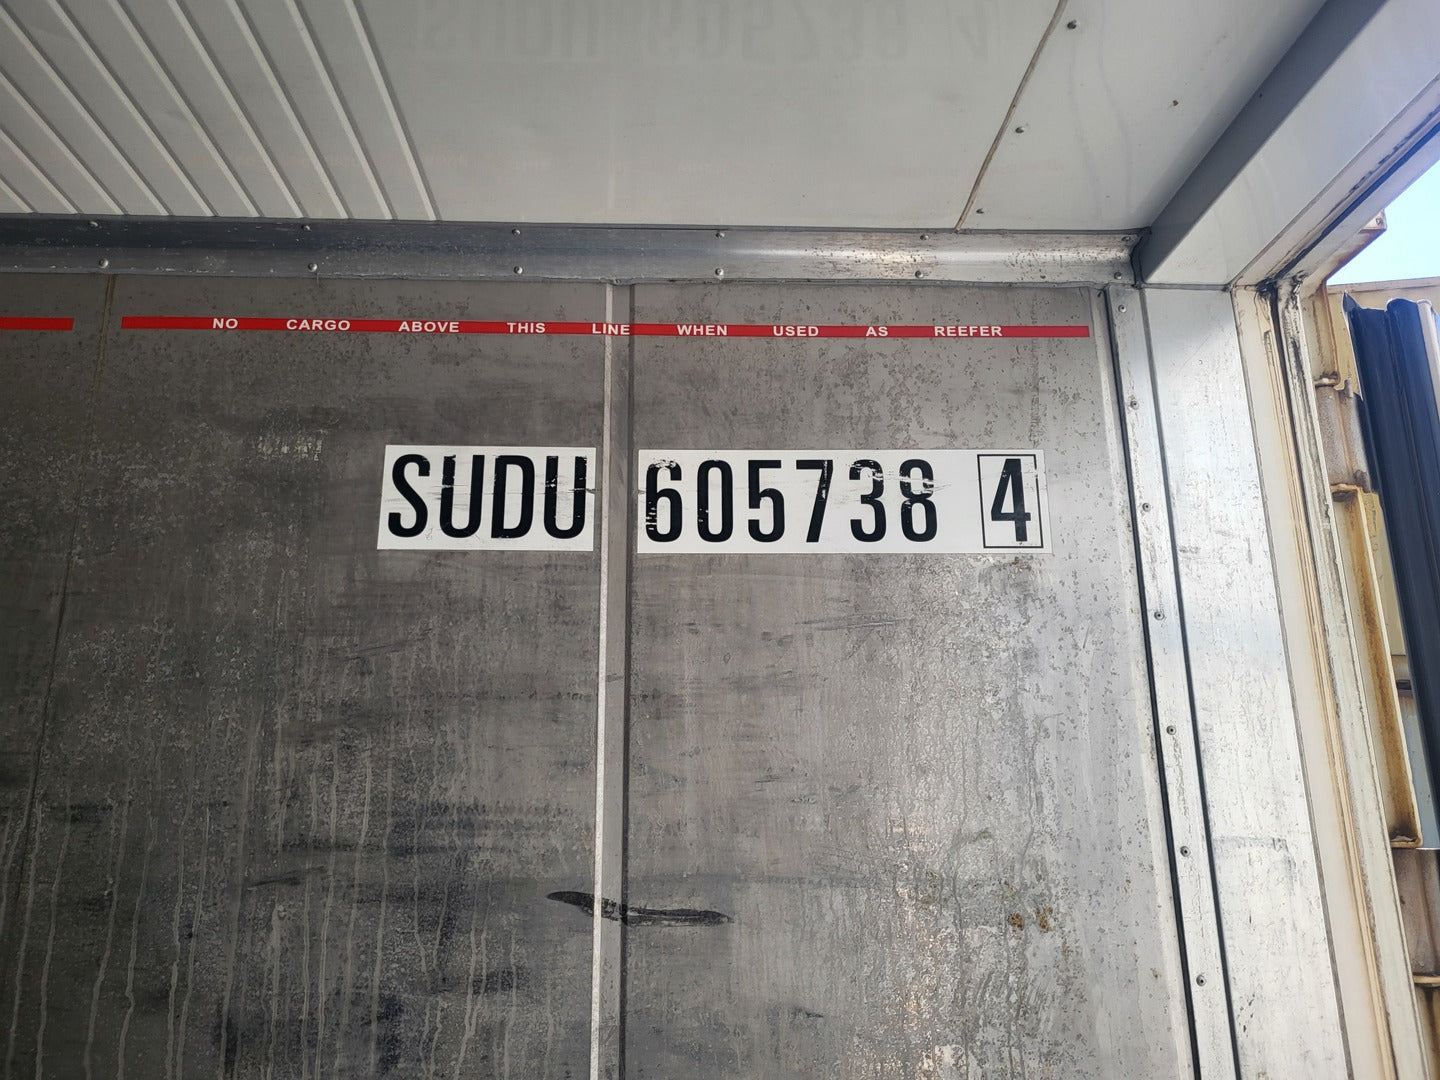 NO CARGO ABOVE THIS LINE WHEN USED AS REEFER
SUDU 605738 4